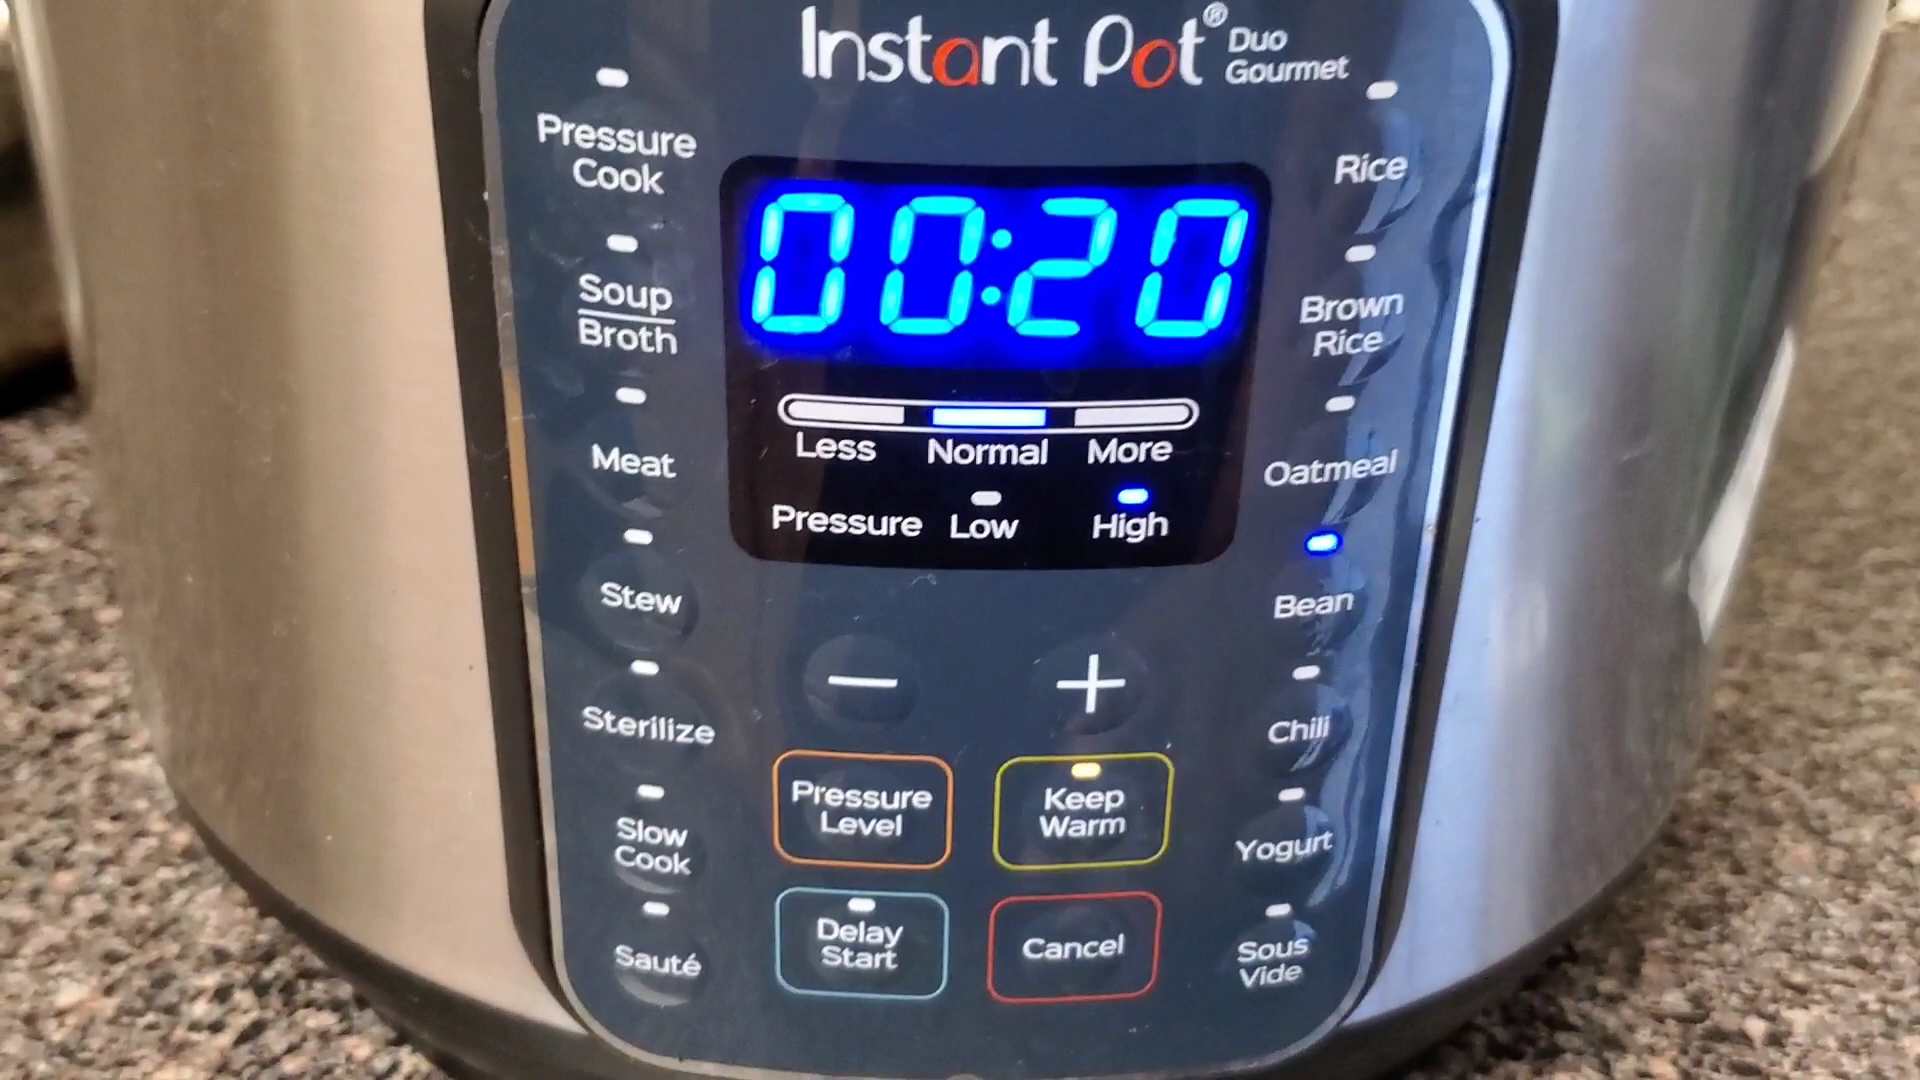 Instant Pot® Duo
Gourmet
Pressure
Cook
Soup
Broth
Meat
Stew
Sterilize
Slow
Cook
Sauté
00:20
Less Normal More
Pressure Low High
− +
Pressure
Level
Keep
Warm
Delay
Start
Cancel
Rice
Brown
Rice
Oatmeal
Bean
Chili
Yogurt
Sous
Vide